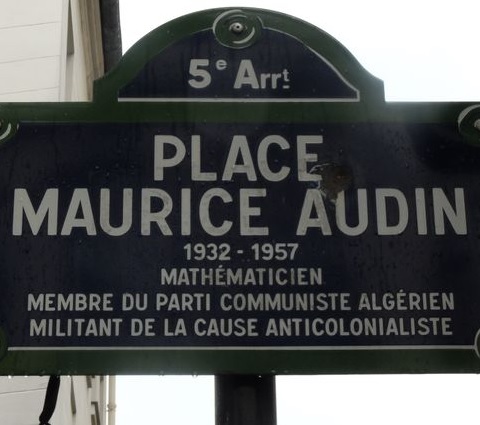 5e Arrt
PLACE
MAURICE AUDIN
1932 - 1957
MATHÉMATICIEN
MEMBRE DU PARTI COMMUNISTE ALGÉRIEN
MILITANT DE LA CAUSE ANTICOLONIALISTE